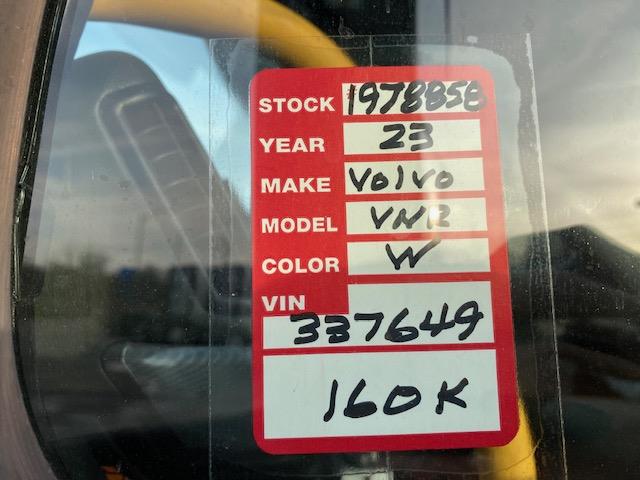 STOCK 1978858
YEAR 23
MAKE Volvo
MODEL VNR
COLOR W
VIN
337649
160K